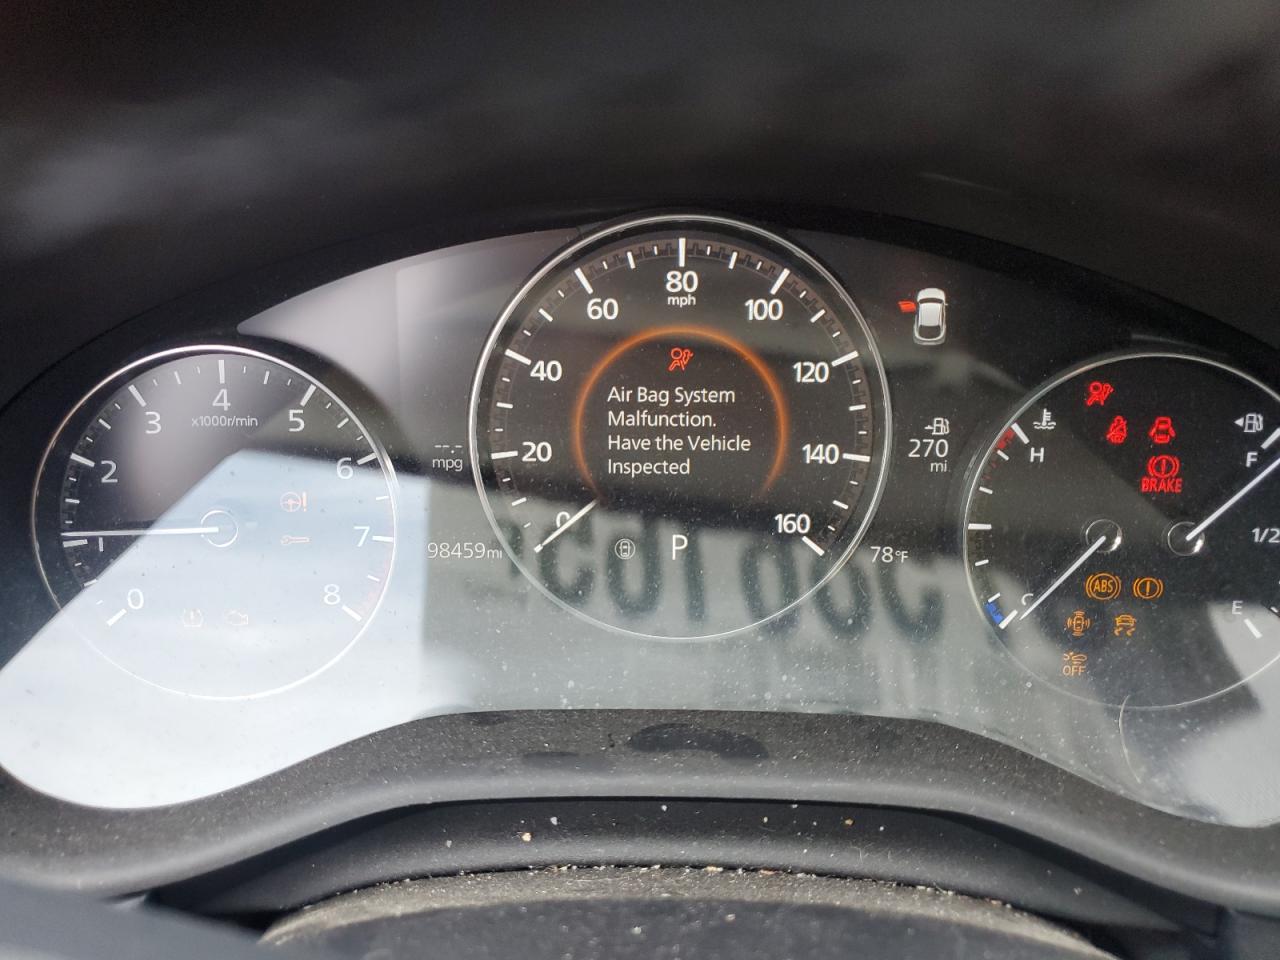 80
mph
60
100
4
x1000r/min
3
5
40
120
Air Bag System
Malfunction.
Have the Vehicle
Inspected
2
6
20
140
--.-
mpg
270
mi
H
F
BRAKE
1
7
0
160
98459mi
P
78°F
1/2
0
8
C
E
ABS
OFF